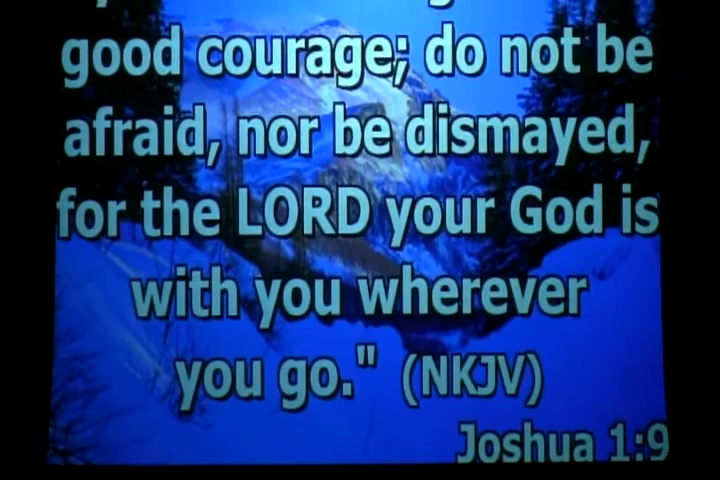 good courage; do not be
afraid, nor be dismayed,
for the LORD your God is
with you wherever
you go." (NKJV)
Joshua 1:9